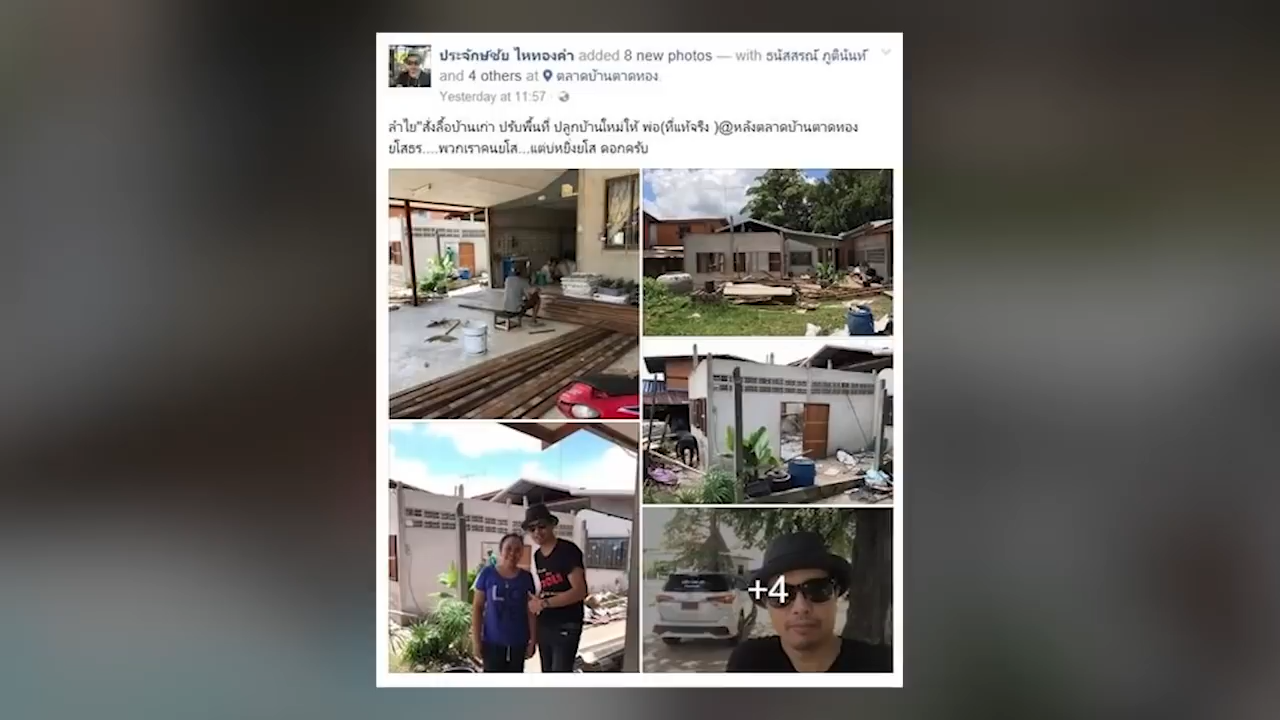 ประจักษ์ชัย ไหทองคำ added 8 new photos — with ธนัสสรณ์ ภูตินันท์
and 4 others at ตลาดบ้านตาดทอง.
Yesterday at 11:57 ·
ลำไย"สั่งลื้อบ้านเก่า ปรับพื้นที่ ปลูกบ้านใหม่ให้ พ่อ(ที่แท้จริง )@หลังตลาดบ้านตาดทอง
ยโสธร....พวกเราคนยโส...แต่บ่หยิ่งยโส ดอกครับ
+4